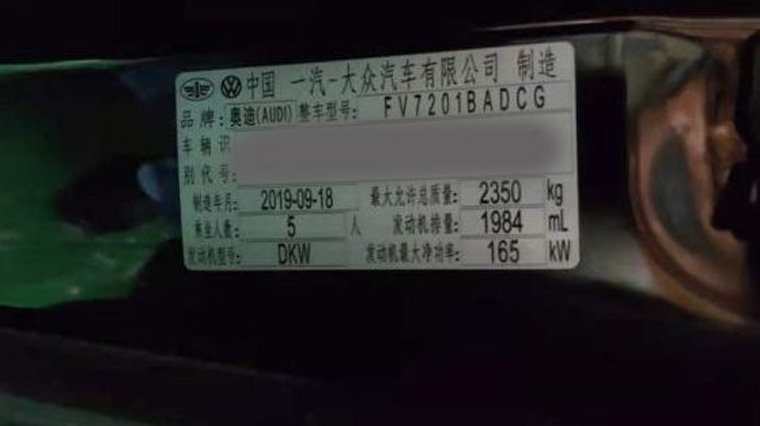 中国 一汽-大众汽车有限公司 制造
品牌: 奥迪(AUDI) 整车型号: FV7201BADCG
车辆识
别代号:
制造年月: 2019-09-18 最大允许总质量: 2350 kg
乘坐人数: 5 人 发动机排量: 1984 mL
发动机型号: DKW 发动机最大净功率: 165 kW